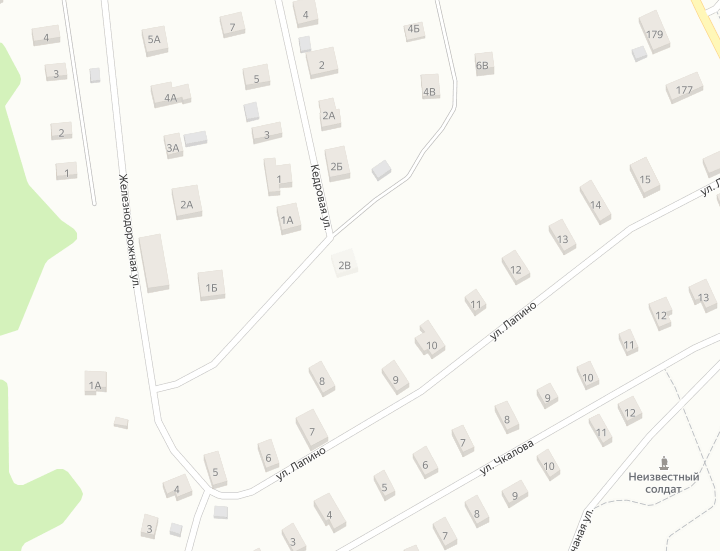 4
7
4
4Б
179
5А
2
6В
3
5
4В
177
4А
2А
3
2
3А
2Б
1
1
15
ул. Л
2А
Кедровая ул.
14
1А
Железнодорожная ул.
13
2В
12
1Б
11
ул. Лапино
13
12
10
11
8
9
10
1А
9
8
12
7
7
11
6
ул. Лапино
6
ул. Чкалова
5
10
Неизвестный
солдат
4
5
9
4
8
чаная ул.
3
3
7